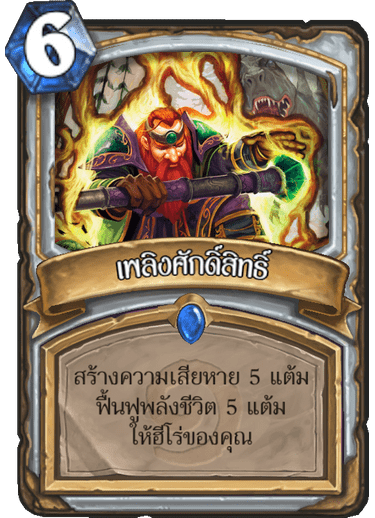 6
เพลิงศักดิ์สิทธิ์
สร้างความเสียหาย 5 แต้ม
ฟื้นฟูพลังชีวิต 5 แต้ม
ให้ฮีโร่ของคุณ